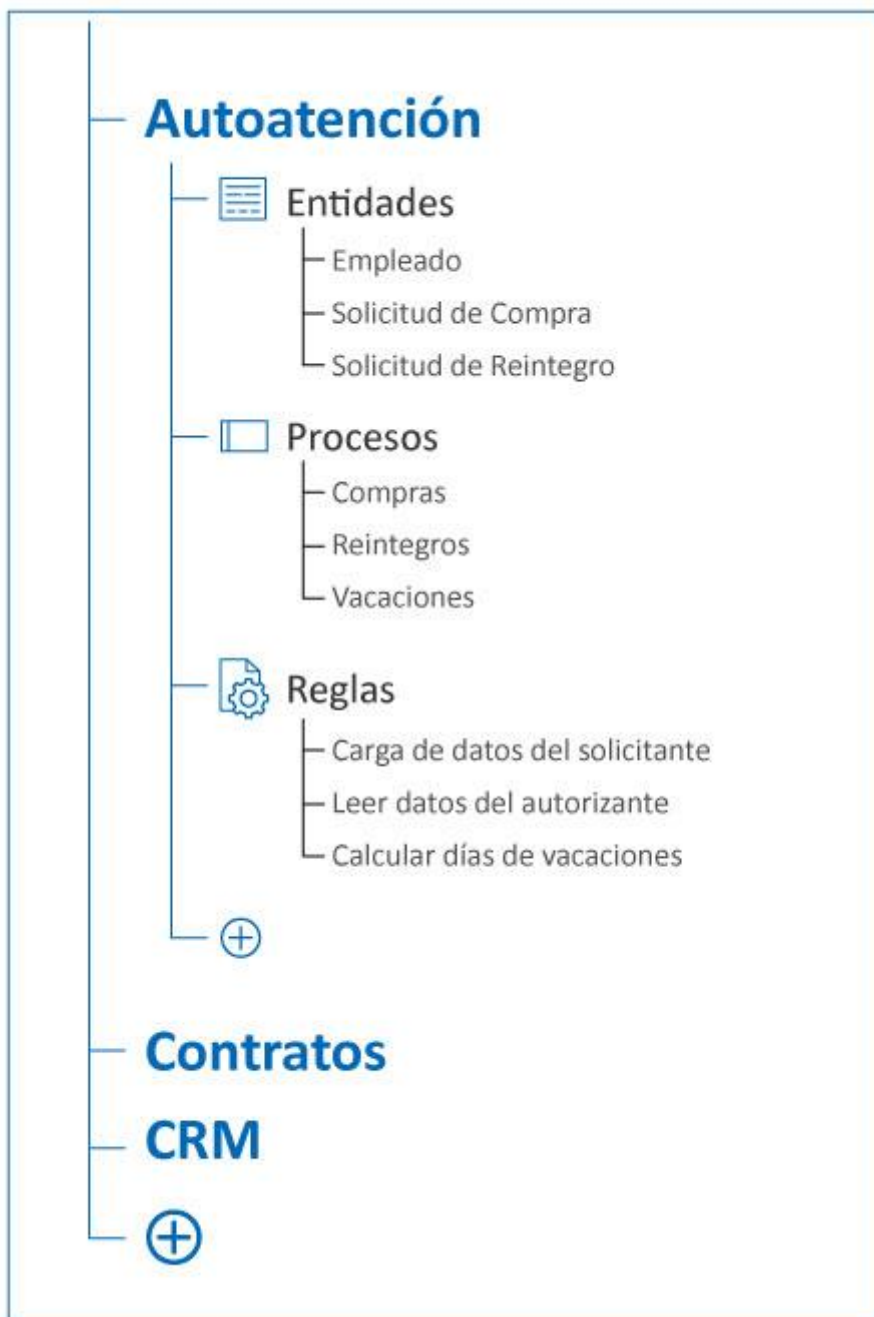 Autoatención
Entidades
Empleado
Solicitud de Compra
Solicitud de Reintegro
Procesos
Compras
Reintegros
Vacaciones
Reglas
Carga de datos del solicitante
Leer datos del autorizante
Calcular días de vacaciones
Contratos
CRM